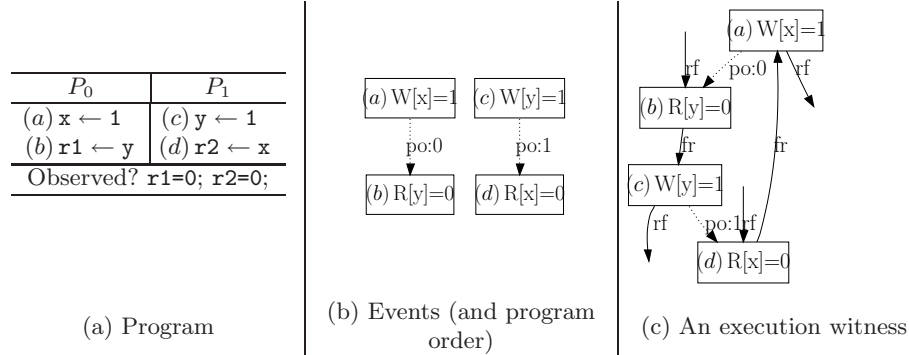 P0 P1
(a) x ← 1 (c) y ← 1
(b) r1 ← y (d) r2 ← x
Observed? r1=0; r2=0;
(a) Program
(a) W[x]=1 (c) W[y]=1
po:0 po:1
(b) R[y]=0 (d) R[x]=0
(b) Events (and program
order)
(a) W[x]=1
rf po:0 rf
(b) R[y]=0
fr fr
(c) W[y]=1
rf po:1 rf
(d) R[x]=0
(c) An execution witness